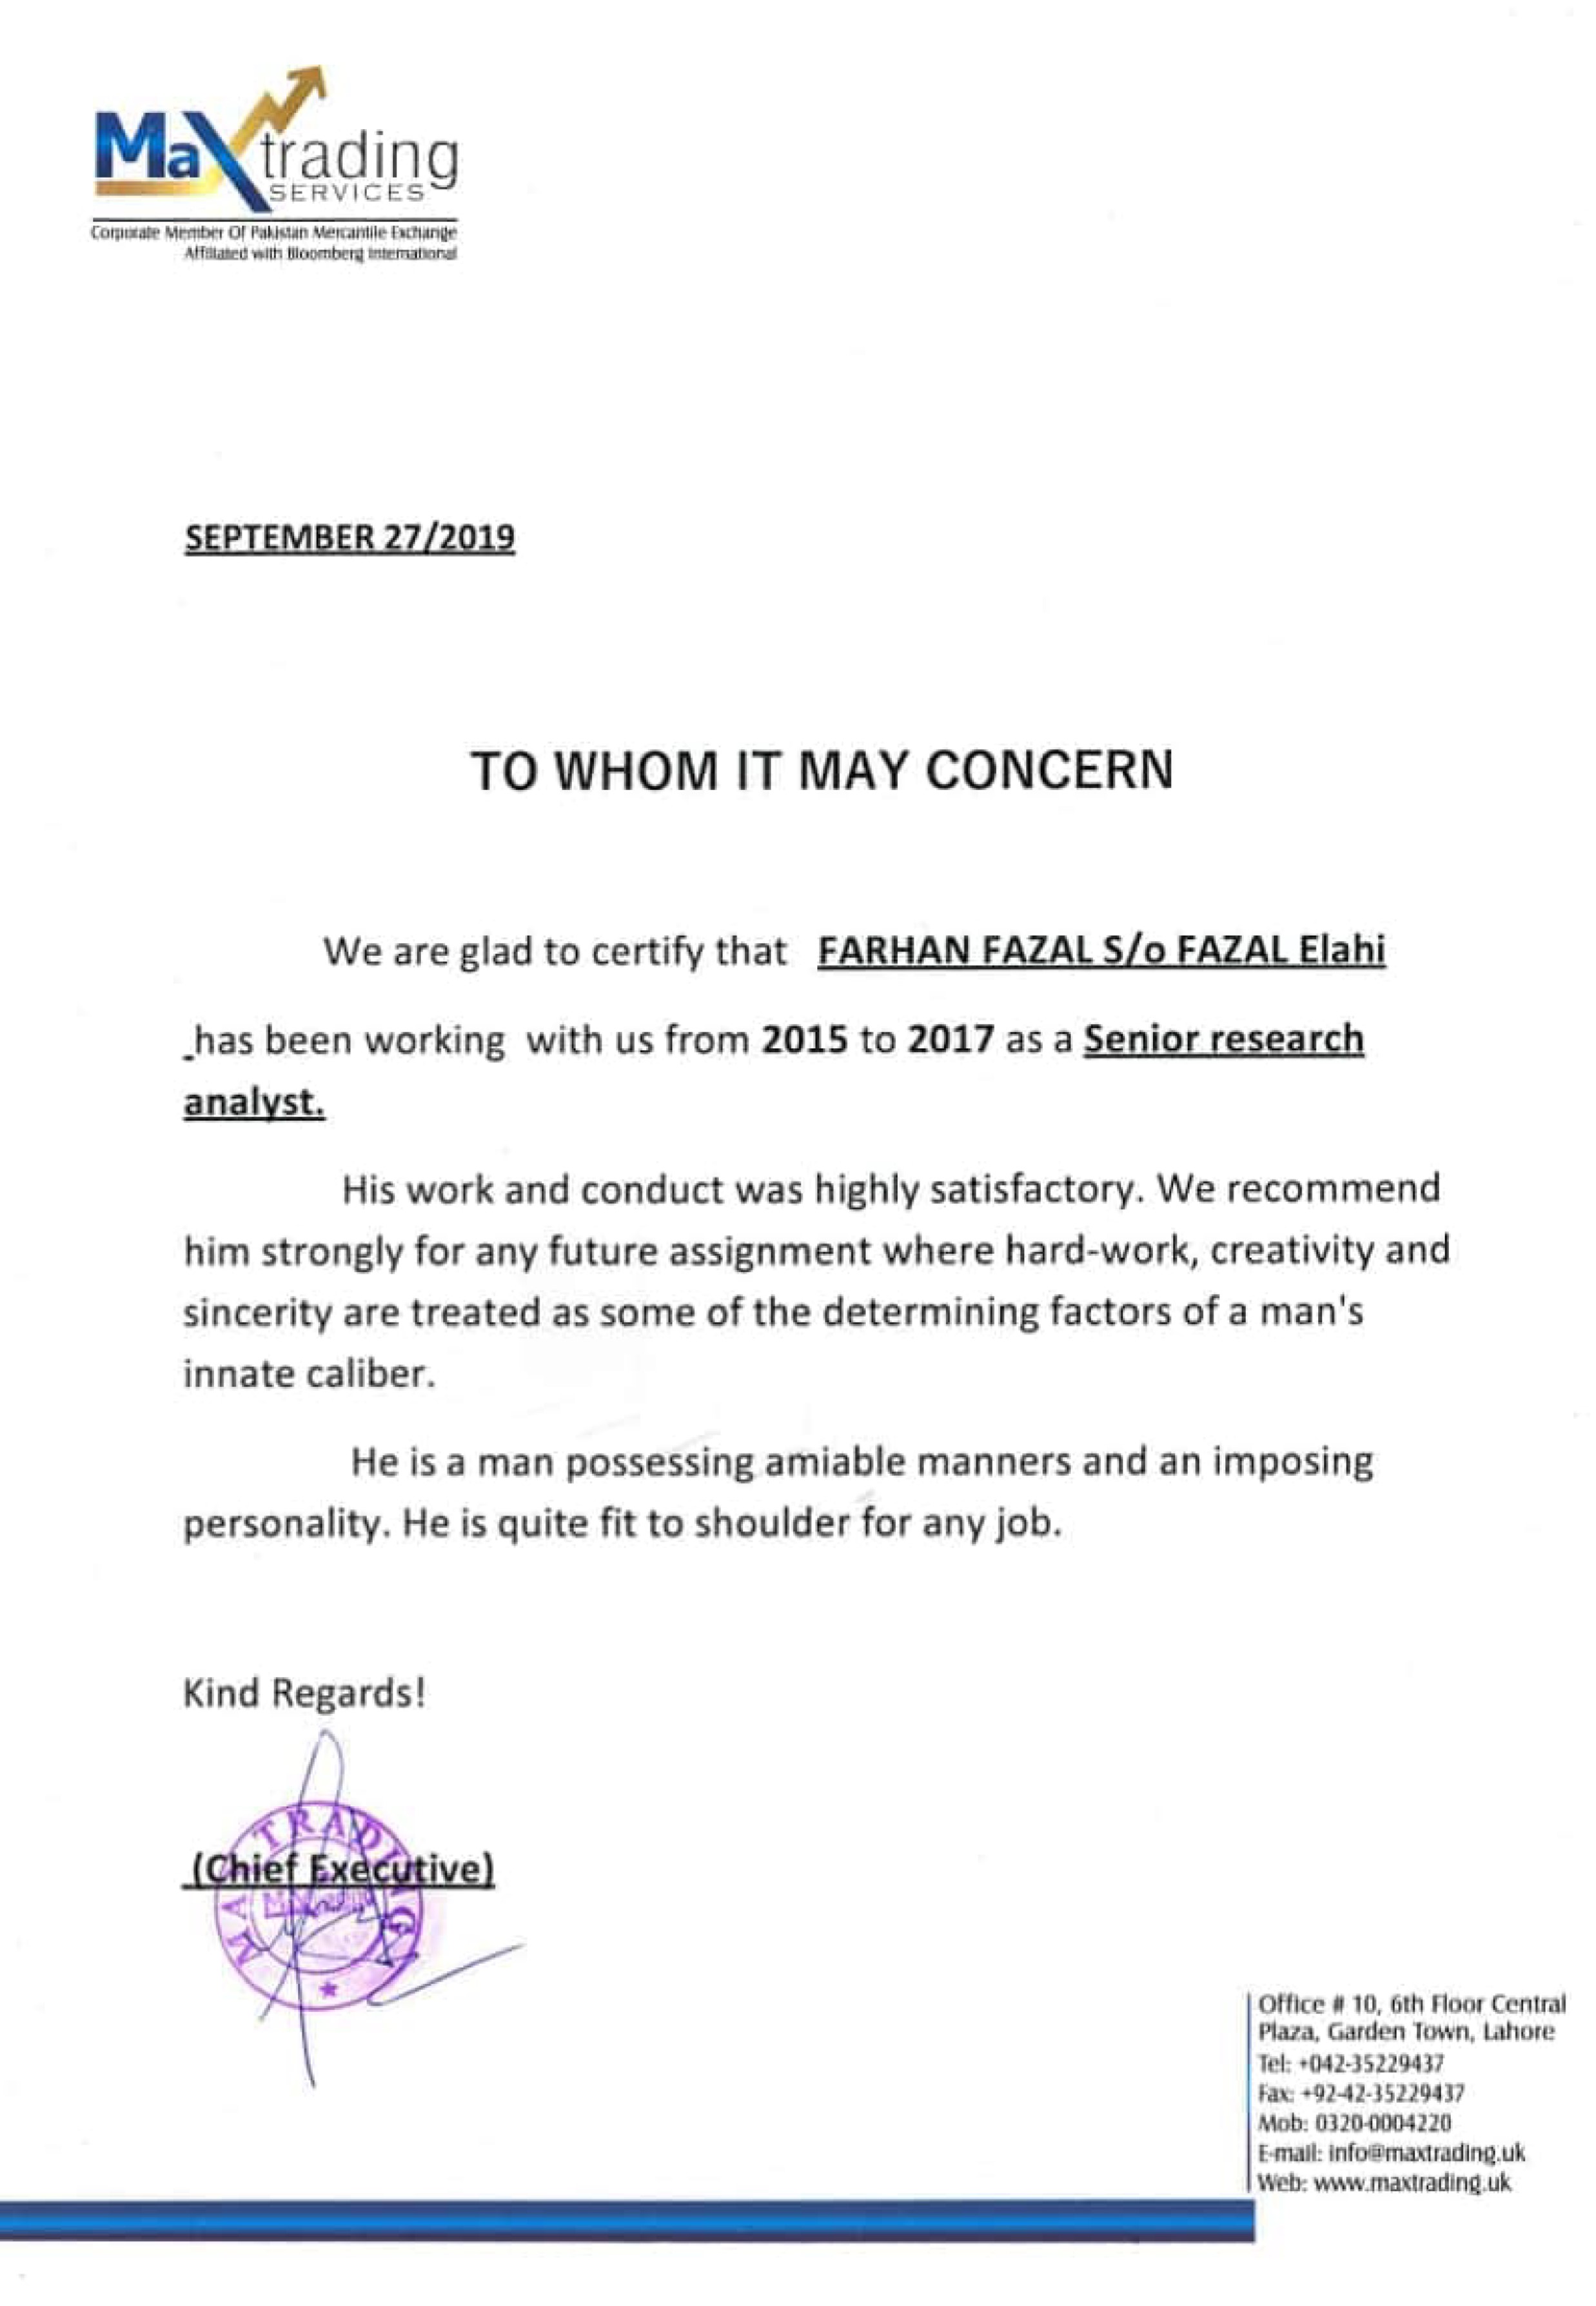 Max trading
SERVICES
Corporate Member Of Pakistan Mercantile Exchange
Affiliated with Bloomberg International
SEPTEMBER 27/2019
TO WHOM IT MAY CONCERN
We are glad to certify that FARHAN FAZAL S/o FAZAL Elahi
_has been working with us from 2015 to 2017 as a Senior research
analyst.
His work and conduct was highly satisfactory. We recommend
him strongly for any future assignment where hard-work, creativity and
sincerity are treated as some of the determining factors of a man's
innate caliber.
He is a man possessing amiable manners and an imposing
personality. He is quite fit to shoulder for any job.
Kind Regards!
(Chief Executive)
MAX TRADING
Office # 10, 6th Floor Central
Plaza, Garden Town, Lahore
Tel: +042-35229437
Fax: +92-42-35229437
Mob: 0320-0004220
E-mail: info@maxtrading.uk
Web: www.maxtrading.uk